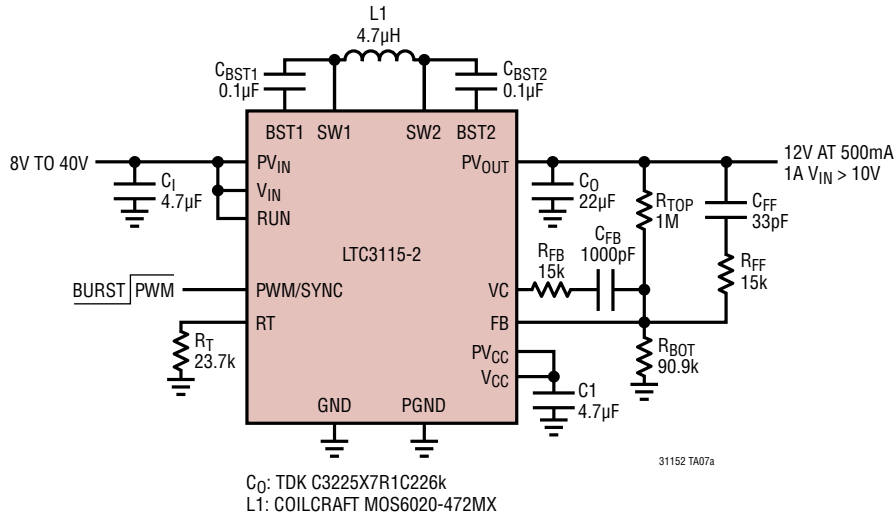 L1
4.7µH
CBST1
0.1µF
CBST2
0.1µF
BST1 SW1 SW2 BST2
8V TO 40V
PVIN
PVOUT
12V AT 500mA
1A VIN > 10V
CI
4.7µF
VIN
RUN
CO
22µF
RTOP
1M
CFF
33pF
LTC3115-2
RFB
15k
CFB
1000pF
RFF
15k
BURST PWM
PWM/SYNC
VC
RT
FB
RT
23.7k
PVCC
VCC
RBOT
90.9k
C1
4.7µF
GND PGND
31152 TA07a
CO: TDK C3225X7R1C226k
L1: COILCRAFT MOS6020-472MX